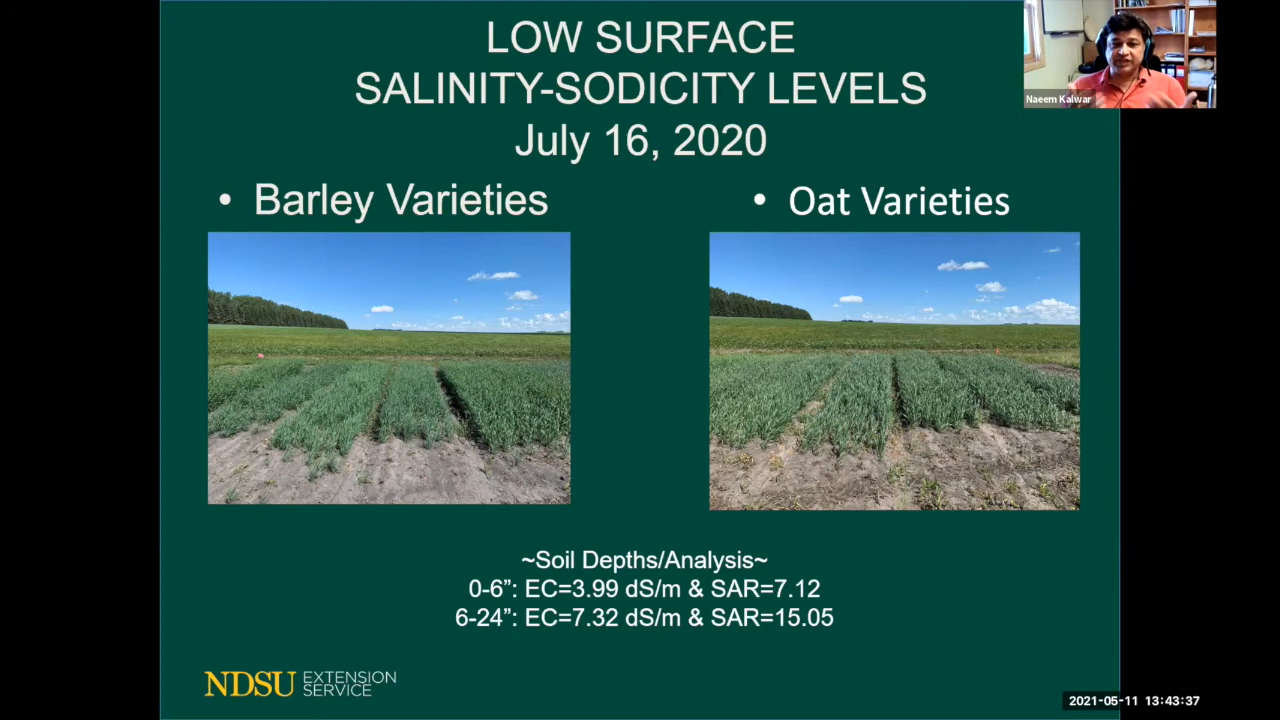 LOW SURFACE
SALINITY-SODICITY LEVELS
July 16, 2020
Naeem Kalwar
• Barley Varieties
• Oat Varieties
~Soil Depths/Analysis~
0-6”: EC=3.99 dS/m & SAR=7.12
6-24”: EC=7.32 dS/m & SAR=15.05
NDSU EXTENSION
SERVICE
2021-05-11 13:43:37